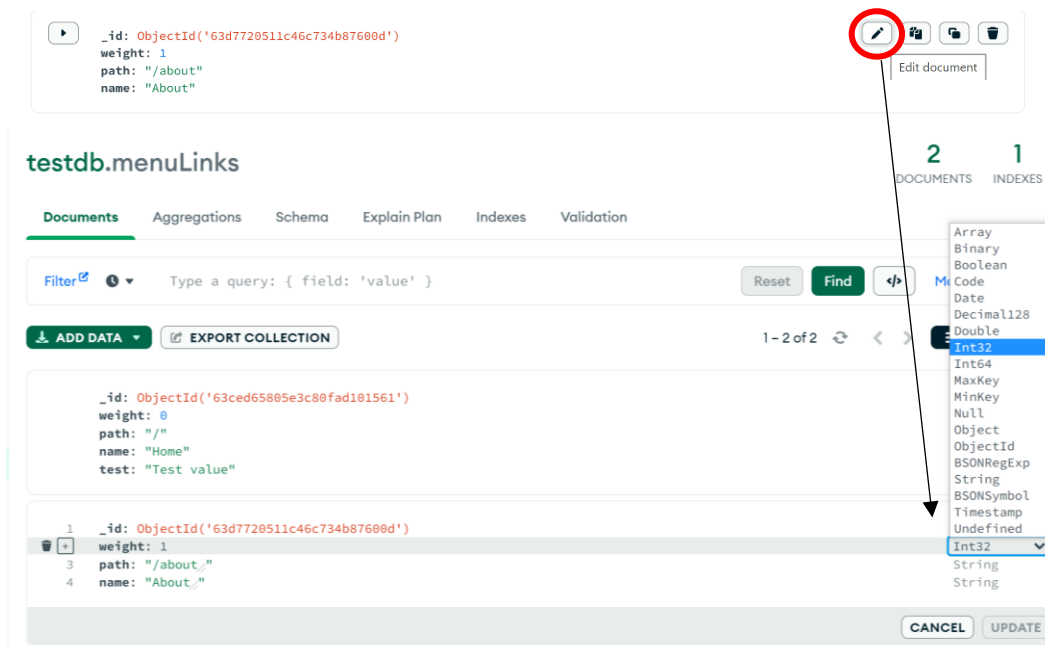 _id: ObjectId('63d7720511c46c734b87600d')
weight: 1
path: "/about"
name: "About"
Edit document
testdb.menuLinks
2
DOCUMENTS
1
INDEXES
Documents Aggregations Schema Explain Plan Indexes Validation
Filter Type a query: { field: 'value' } Reset Find </>
ADD DATA EXPORT COLLECTION 1 – 2 of 2
_id: ObjectId('63ced65805e3c80fad101561')
weight: 0
path: "/"
name: "Home"
test: "Test value"
Array
Binary
Boolean
Code
Date
Decimal128
Double
Int32
Int64
MaxKey
MinKey
Null
Object
ObjectId
BSONRegExp
String
BSONSymbol
Timestamp
Undefined
1 _id: ObjectId('63d7720511c46c734b87600d')
+ weight: 1 Int32
3 path: "/about" String
4 name: "About" String
CANCEL UPDATE